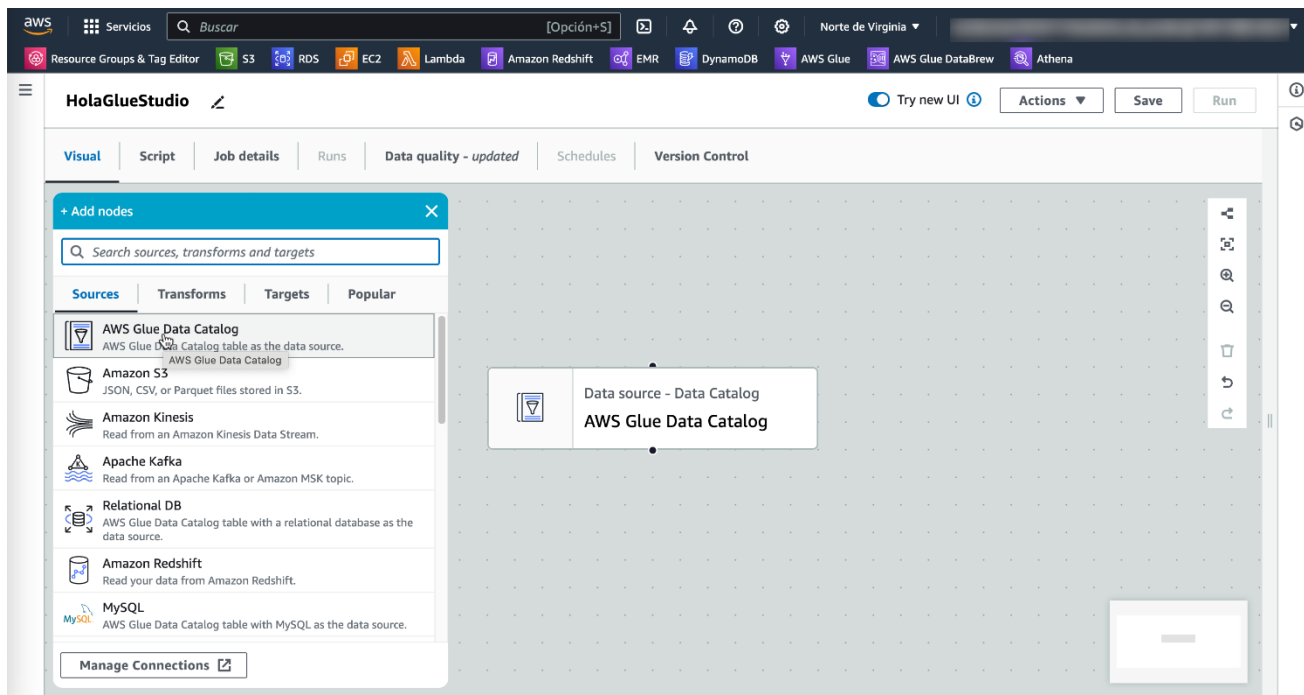 aws Servicios Buscar [Opción+S] Norte de Virginia
Resource Groups & Tag Editor S3 RDS EC2 Lambda Amazon Redshift EMR DynamoDB AWS Glue AWS Glue DataBrew Athena
HolaGlueStudio Try new UI Actions Save Run
Visual Script Job details Runs Data quality - updated Schedules Version Control
+ Add nodes
Search sources, transforms and targets
Sources Transforms Targets Popular
AWS Glue Data Catalog
AWS Glue Data Catalog table as the data source.
AWS Glue Data Catalog
Amazon S3
JSON, CSV, or Parquet files stored in S3.
Amazon Kinesis
Read from an Amazon Kinesis Data Stream.
Apache Kafka
Read from an Apache Kafka or Amazon MSK topic.
Relational DB
AWS Glue Data Catalog table with a relational database as the
data source.
Amazon Redshift
Read your data from Amazon Redshift.
MySQL
MySQL
AWS Glue Data Catalog table with MySQL as the data source.
Manage Connections
Data source - Data Catalog
AWS Glue Data Catalog